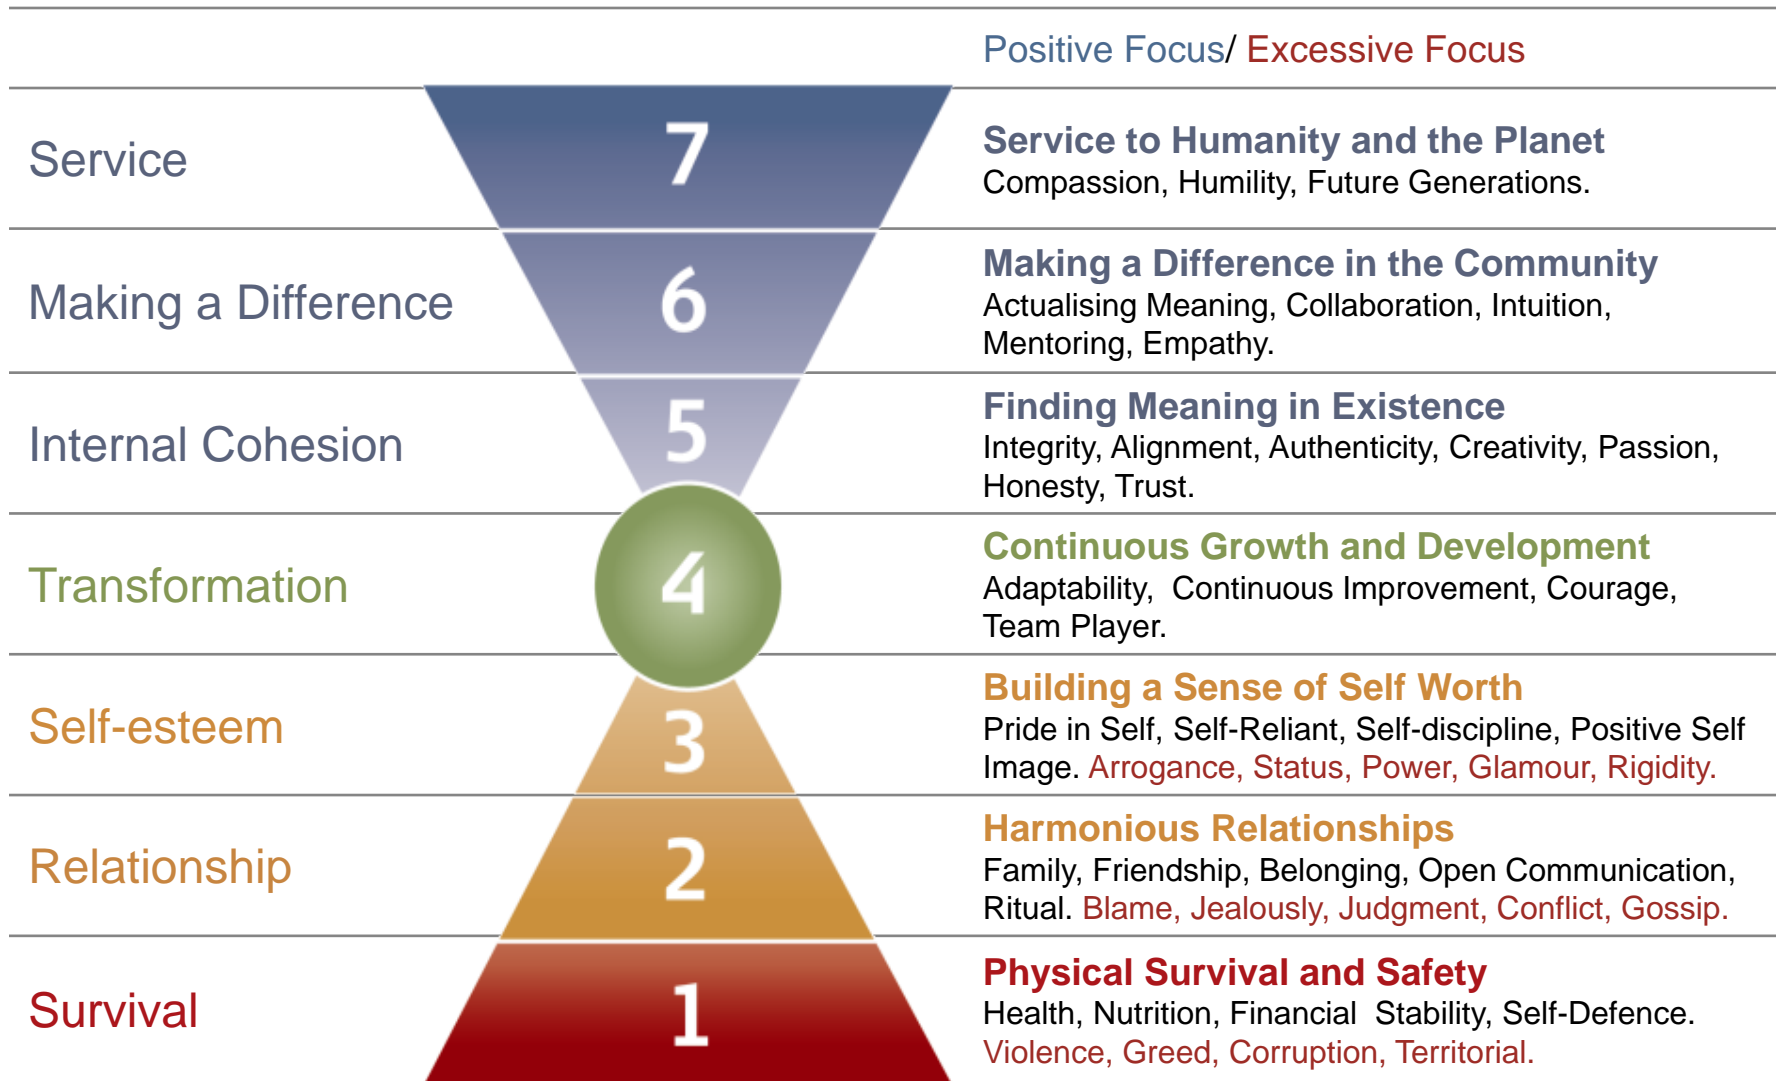 Positive Focus/ Excessive Focus
Service
7
Service to Humanity and the Planet
Compassion, Humility, Future Generations.
Making a Difference
6
Making a Difference in the Community
Actualising Meaning, Collaboration, Intuition,
Mentoring, Empathy.
Internal Cohesion
5
Finding Meaning in Existence
Integrity, Alignment, Authenticity, Creativity, Passion,
Honesty, Trust.
Transformation
4
Continuous Growth and Development
Adaptability,  Continuous Improvement, Courage,
Team Player.
Self-esteem
3
Building a Sense of Self Worth
Pride in Self, Self-Reliant, Self-discipline, Positive Self
Image. Arrogance, Status, Power, Glamour, Rigidity.
Relationship
2
Harmonious Relationships
Family, Friendship, Belonging, Open Communication,
Ritual. Blame, Jealously, Judgment, Conflict, Gossip.
Survival
1
Physical Survival and Safety
Health, Nutrition, Financial  Stability, Self-Defence.
Violence, Greed, Corruption, Territorial.